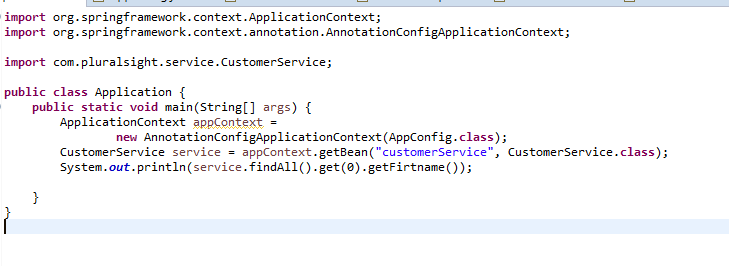 import org.springframework.context.ApplicationContext;
import org.springframework.context.annotation.AnnotationConfigApplicationContext;
import com.pluralsight.service.CustomerService;
public class Application {
public static void main(String[] args) {
ApplicationContext appContext =
new AnnotationConfigApplicationContext(AppConfig.class);
CustomerService service = appContext.getBean("customerService", CustomerService.class);
System.out.println(service.findAll().get(0).getFirtname());
}
}